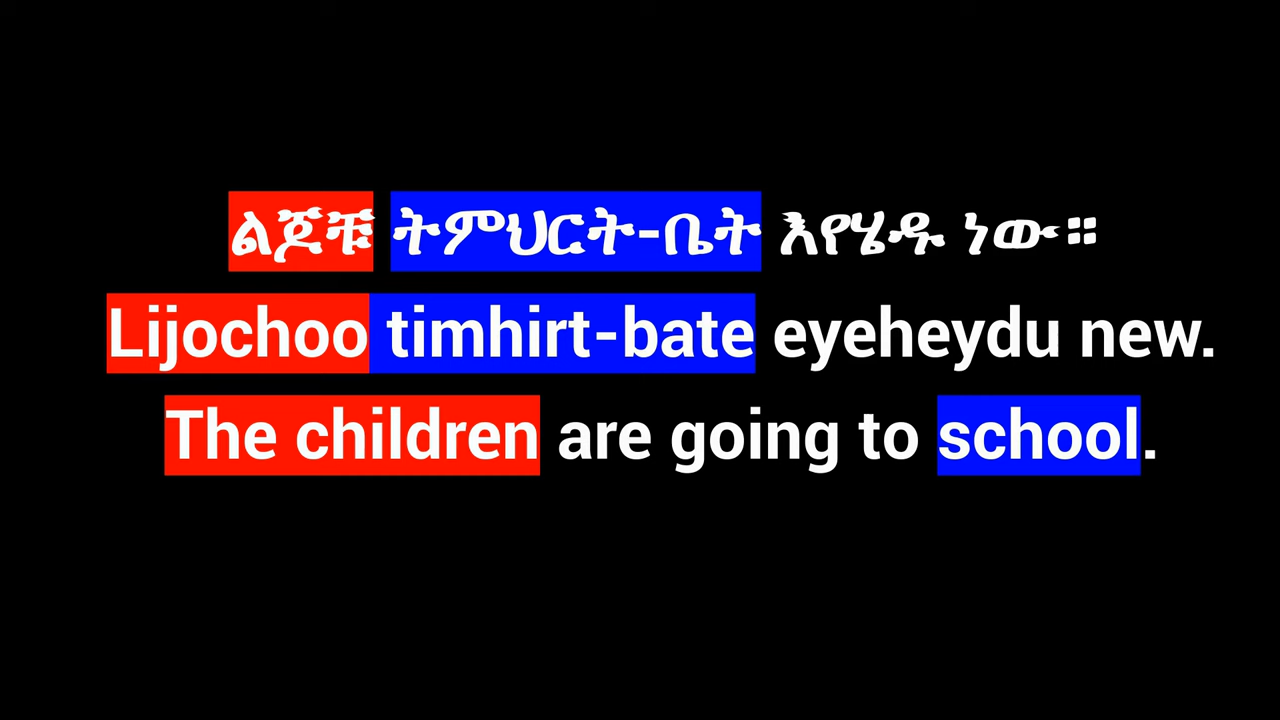 ልጆቹ ትምህርት-ቤት እየሄዱ ነው።
Lijochoo timhirt-bate eyeheydu new.
The children are going to school.